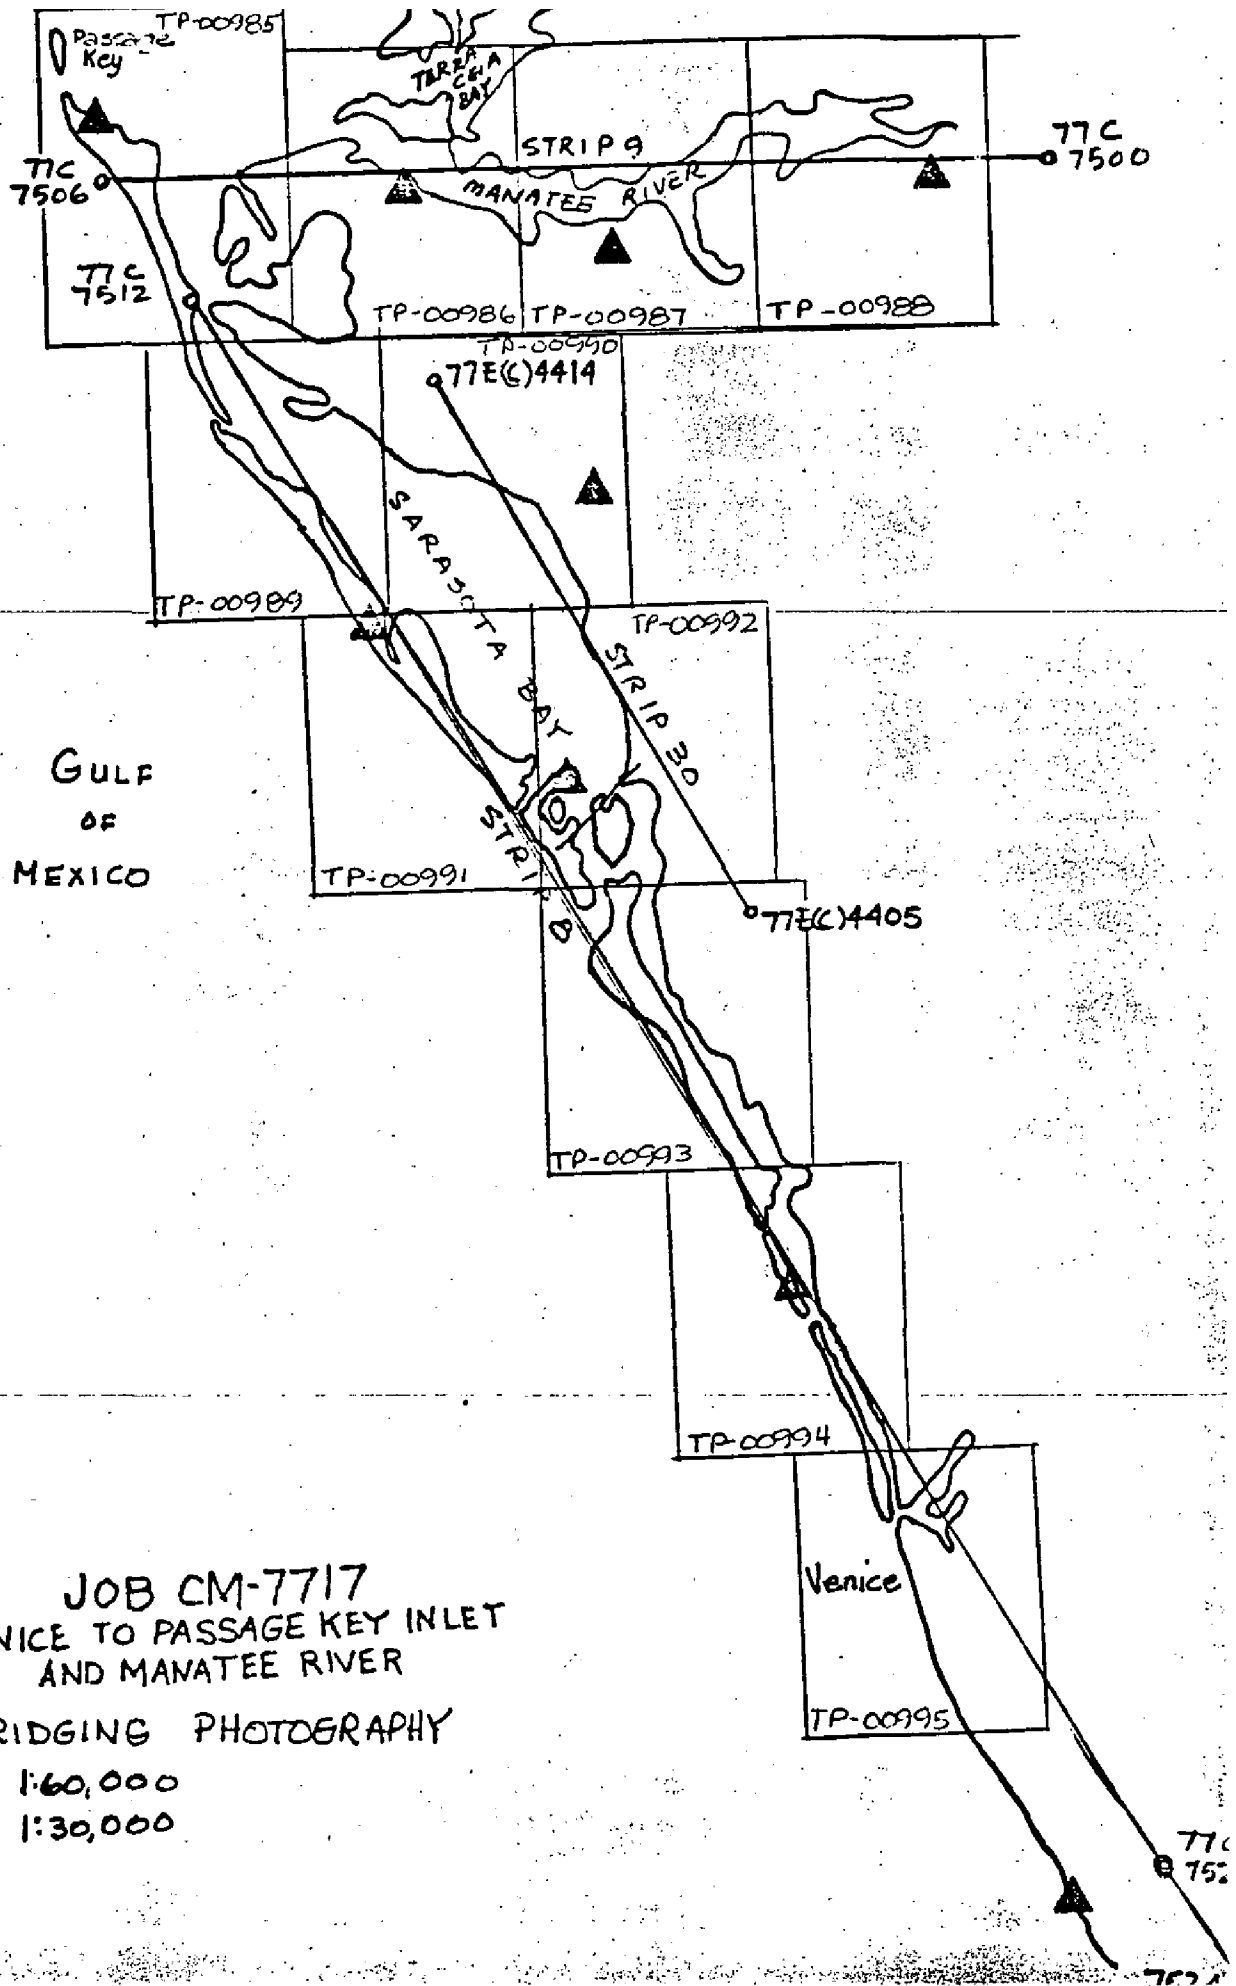 TP-00985
Passage
Key
TERRA
CEIA
BAY
STRIP 9
77C
7500
77C
7506
MANATEE RIVER
77C
7512
TP-00986
TP-00987
TP-00988
TP-00990
77E(C)4414
SARASOTA BAY
TP-00989
TP-00992
STRIP 30
GULF
OF
MEXICO
STRIP 8
TP-00991
77E(C)4405
TP-00993
TP-00994
Venice
JOB CM-7717
NICE TO PASSAGE KEY INLET
AND MANATEE RIVER
RIDGING PHOTOGRAPHY
TP-00995
1:60,000
1:30,000
77C
752